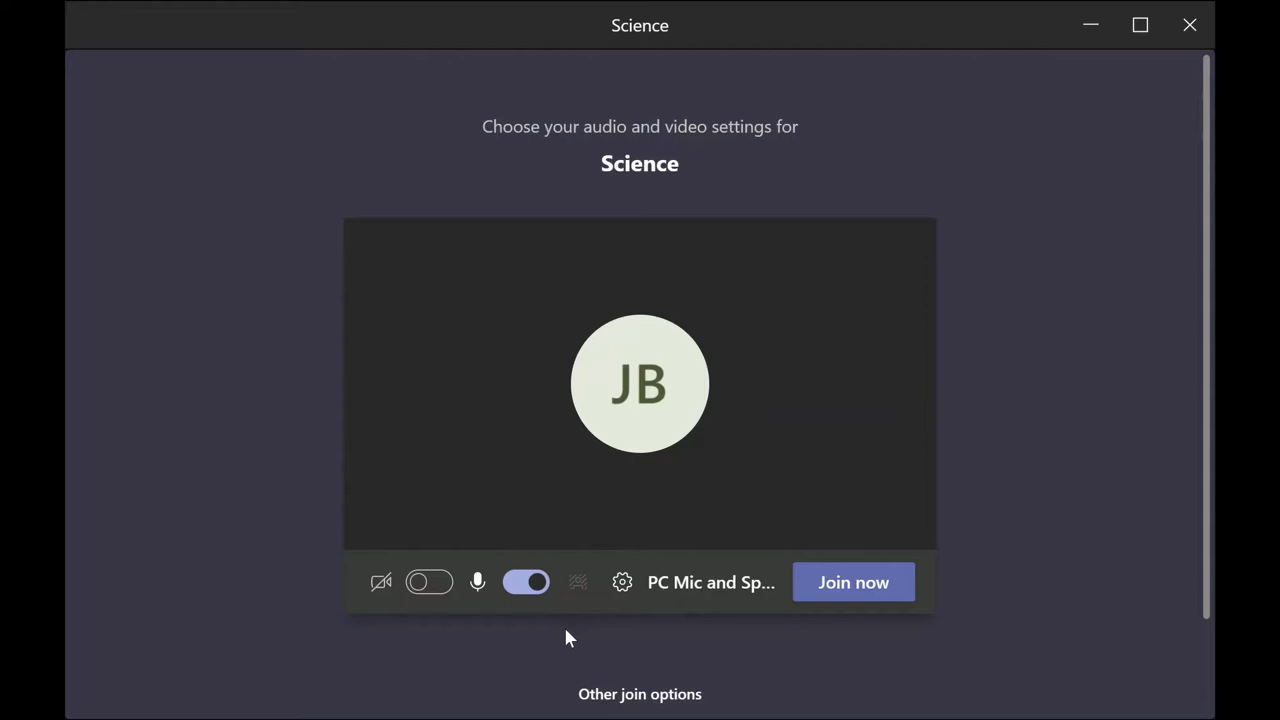 Science
Choose your audio and video settings for
Science
JB
PC Mic and Sp...
Join now
Other join options